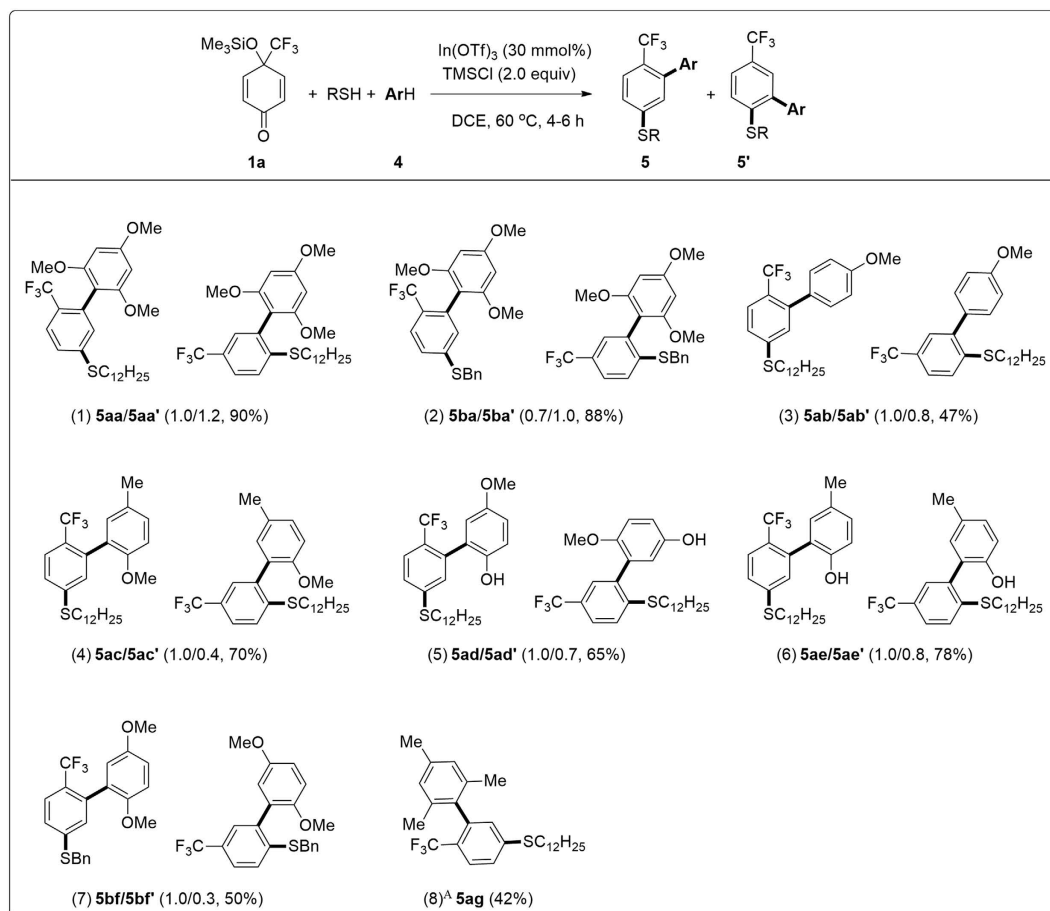 Me₃SiO CF₃
O
1a
+ RSH + ArH
4
In(OTf)₃ (30 mmol%)
TMSCl (2.0 equiv)
DCE, 60 °C, 4-6 h
CF₃
Ar
SR
5
+
CF₃
Ar
SR
5'
OMe
MeO
F₃C
OMe
SC₁₂H₂₅
OMe
MeO
OMe
F₃C
SC₁₂H₂₅
(1) 5aa/5aa' (1.0/1.2, 90%)
OMe
MeO
F₃C
OMe
SBn
OMe
MeO
OMe
F₃C
SBn
(2) 5ba/5ba' (0.7/1.0, 88%)
OMe
CF₃
SC₁₂H₂₅
OMe
F₃C
SC₁₂H₂₅
(3) 5ab/5ab' (1.0/0.8, 47%)
Me
CF₃
OMe
SC₁₂H₂₅
Me
OMe
F₃C
SC₁₂H₂₅
(4) 5ac/5ac' (1.0/0.4, 70%)
OMe
CF₃
OH
SC₁₂H₂₅
MeO
OH
F₃C
SC₁₂H₂₅
(5) 5ad/5ad' (1.0/0.7, 65%)
Me
CF₃
OH
SC₁₂H₂₅
Me
OH
F₃C
SC₁₂H₂₅
(6) 5ae/5ae' (1.0/0.8, 78%)
OMe
CF₃
OMe
SBn
MeO
OMe
F₃C
SBn
(7) 5bf/5bf' (1.0/0.3, 50%)
Me
Me
Me
F₃C
SC₁₂H₂₅
(8)ᴬ 5ag (42%)